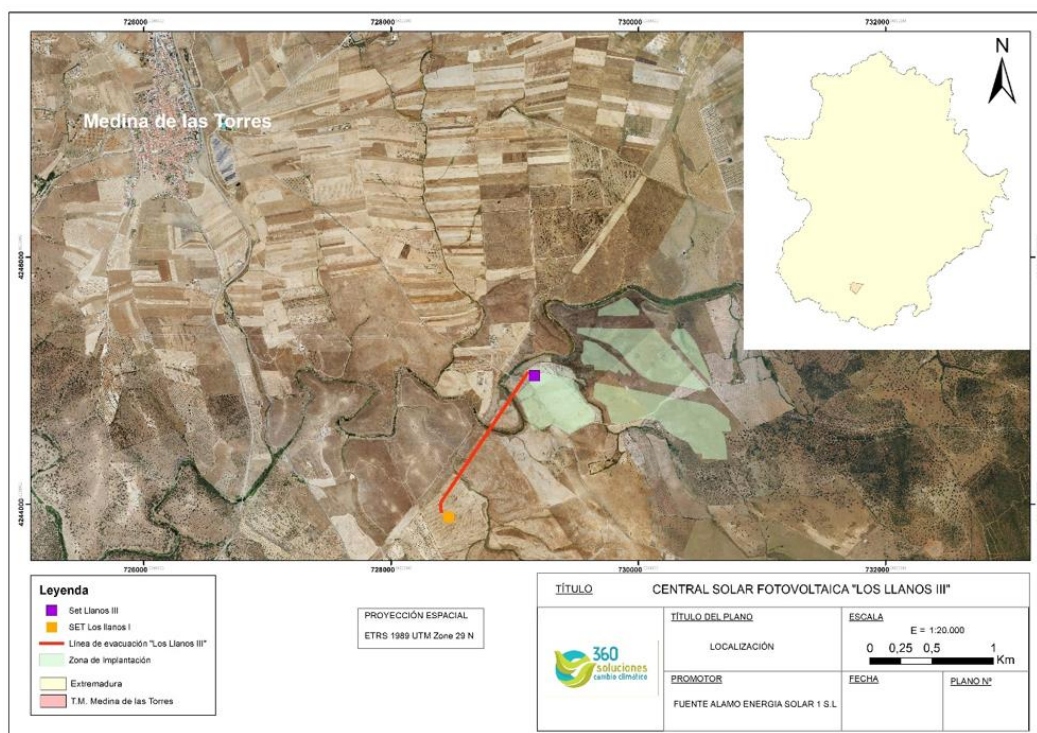 726000 728000 730000 732000
N
Medina de las Torres
4246000
4244000
726000 728000 730000 732000
Leyenda
Set Llanos III
SET Los llanos I
Línea de evacuación "Los Llanos III"
Zona de Implantación
Extremadura
T.M. Medina de las Torres
PROYECCIÓN ESPACIAL
ETRS 1989 UTM Zone 29 N
TÍTULO CENTRAL SOLAR FOTOVOLTAICA "LOS LLANOS III"
360
soluciones
cambio climático
TÍTULO DEL PLANO
LOCALIZACIÓN
ESCALA
E = 1:20.000
0 0,25 0,5 1
Km
PROMOTOR
FUENTE ALAMO ENERGIA SOLAR 1 S.L
FECHA
PLANO Nº